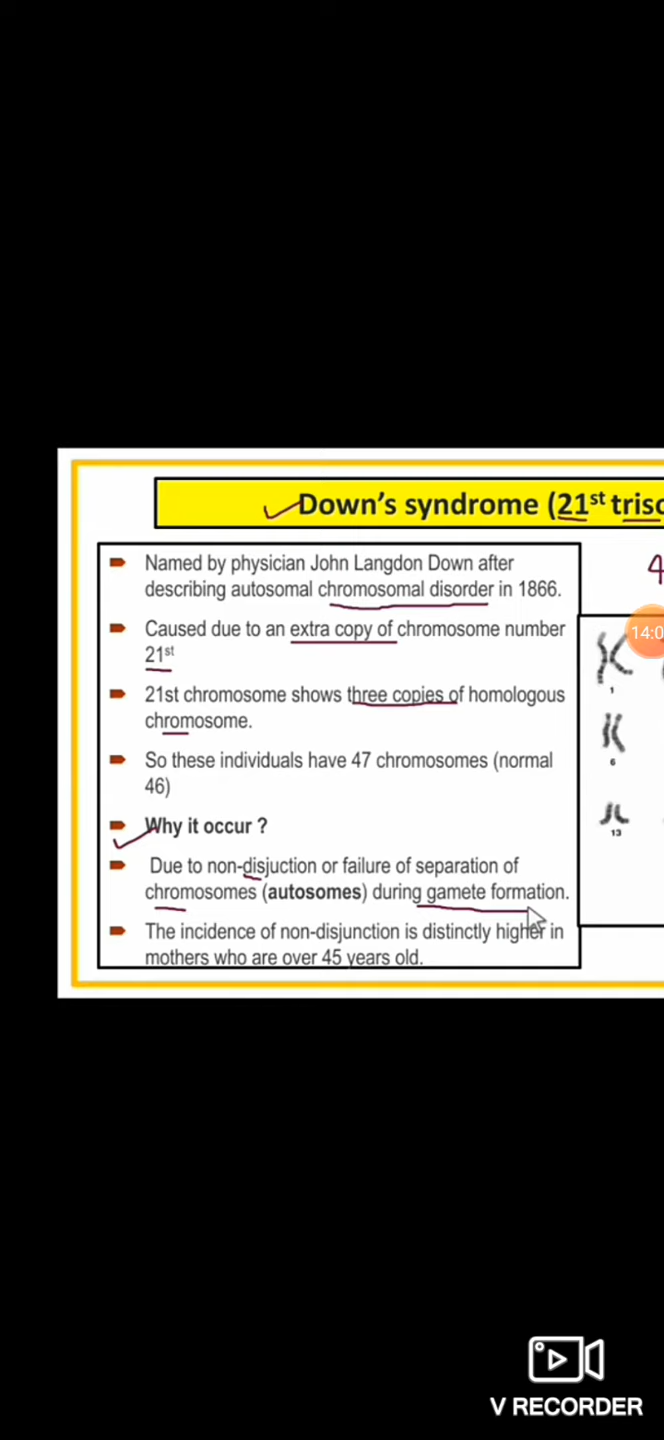 Down's syndrome (21st
Named by physician John Langdon Down after
describing autosomal chromosomal disorder in 1866.
Caused due to an extra copy of chromosome number
21st
21st chromosome shows three copies of homologous
chromosome.
So these individuals have 47 chromosomes (normal
46)
Why it occur ?
Due to non-disjuction or failure of separation of
chromosomes (autosomes) during gamete formation.
The incidence of non-disjunction is distinctly higher in
mothers who are over 45 years old.
4
14:0
1
6
13
V RECORDER